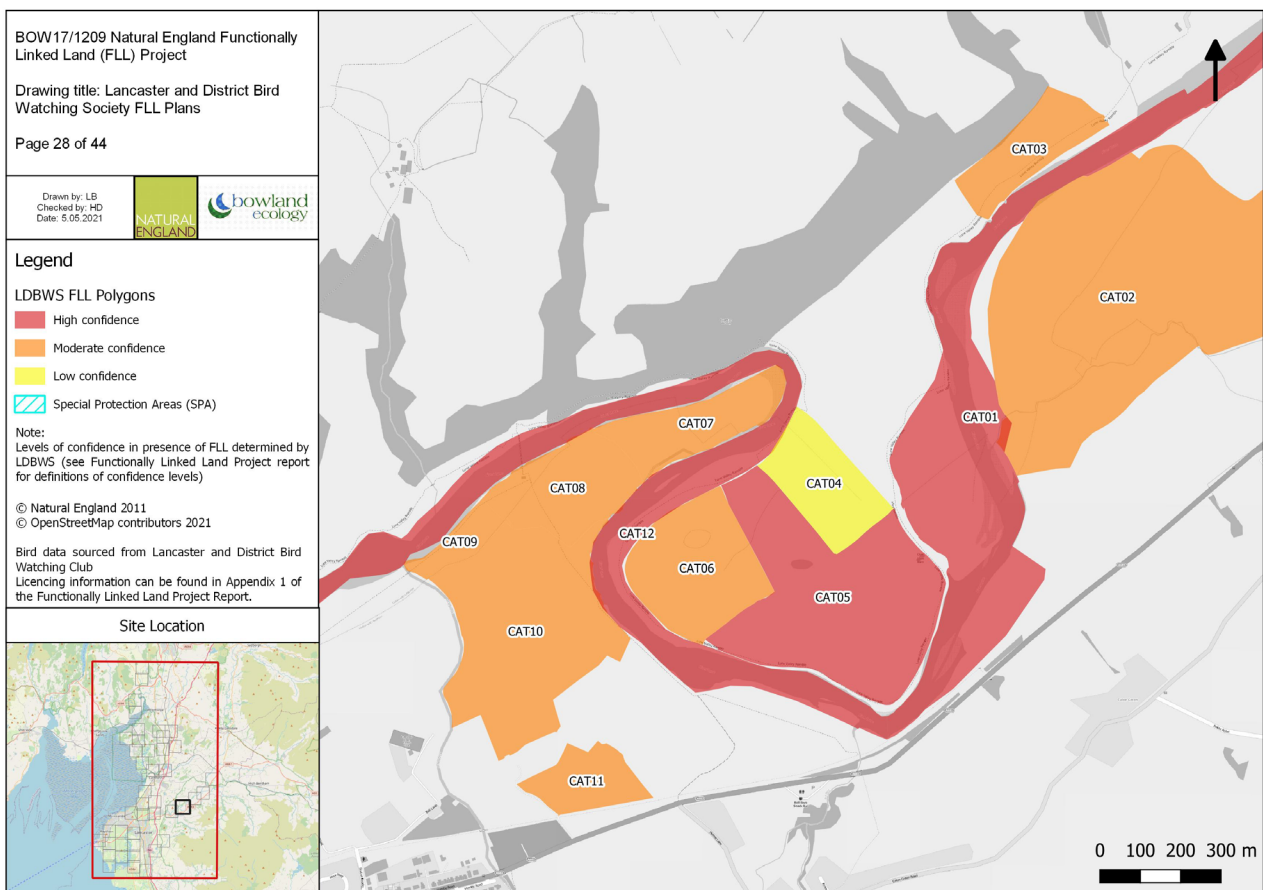 BOW17/1209 Natural England Functionally
Linked Land (FLL) Project
Drawing title: Lancaster and District Bird
Watching Society FLL Plans
Page 28 of 44
Drawn by: LB
Checked by: HD
Date: 5.05.2021
NATURAL
ENGLAND
bowland
ecology
Legend
LDBWS FLL Polygons
High confidence
Moderate confidence
Low confidence
Special Protection Areas (SPA)
Note:
Levels of confidence in presence of FLL determined by
LDBWS (see Functionally Linked Land Project report
for definitions of confidence levels)
© Natural England 2011
© OpenStreetMap contributors 2021
Bird data sourced from Lancaster and District Bird
Watching Club
Licencing information can be found in Appendix 1 of
the Functionally Linked Land Project Report.
Site Location
CAT03
CAT02
CAT01
CAT07
CAT04
CAT08
CAT12
CAT09
CAT06
CAT05
CAT10
CAT11
0 100 200 300 m